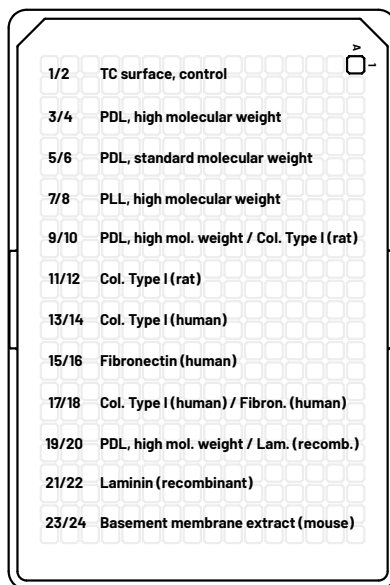 A
1
1/2 TC surface, control
3/4 PDL, high molecular weight
5/6 PDL, standard molecular weight
7/8 PLL, high molecular weight
9/10 PDL, high mol. weight / Col. Type I (rat)
11/12 Col. Type I (rat)
13/14 Col. Type I (human)
15/16 Fibronectin (human)
17/18 Col. Type I (human) / Fibron. (human)
19/20 PDL, high mol. weight / Lam. (recomb.)
21/22 Laminin (recombinant)
23/24 Basement membrane extract (mouse)